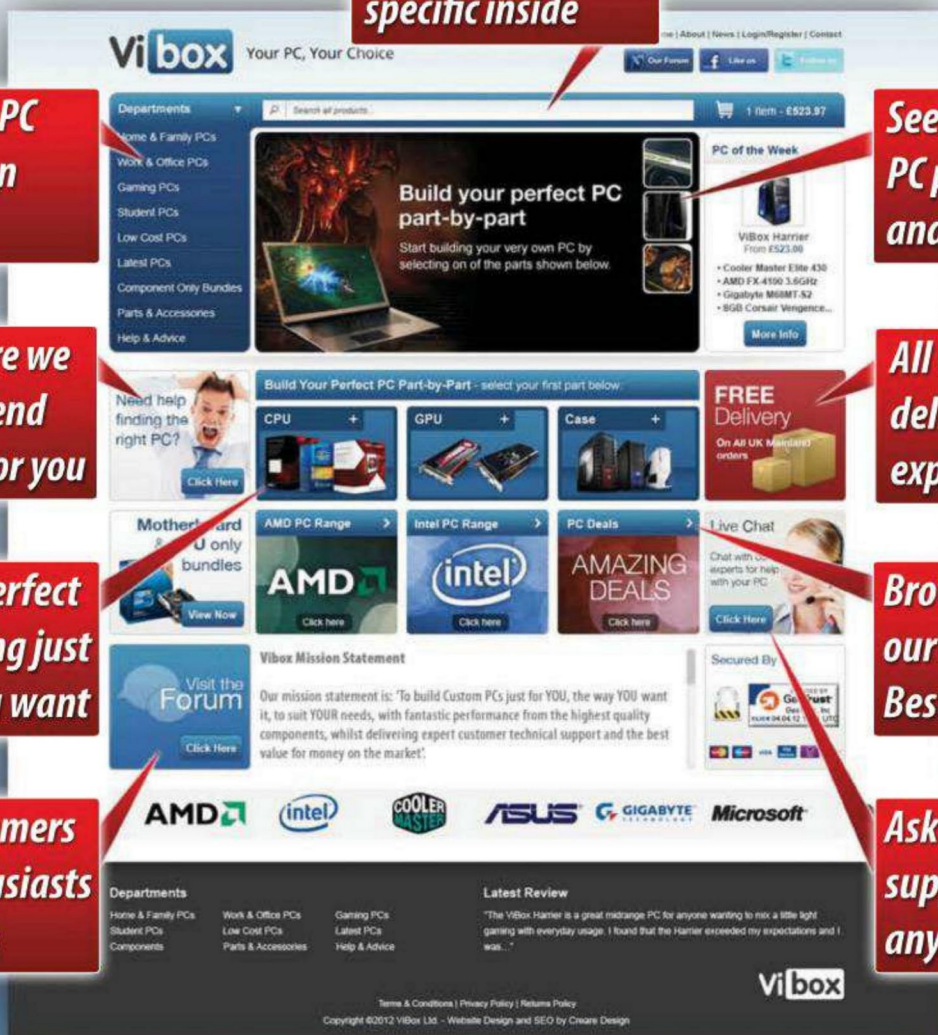 specific inside
Vibox Your PC, Your Choice
me | About | News | Login/Register | Contact
Our Forum Like us Follow us
PC
n
Departments
Search all products...
1 item - £523.97
Home & Family PCs
Work & Office PCs
Gaming PCs
Student PCs
Low Cost PCs
Latest PCs
Component Only Bundles
Parts & Accessories
Help & Advice
Build your perfect PC
part-by-part
Start building your very own PC by
selecting on of the parts shown below.
PC of the Week
ViBox Harrier
From £523.00
• Cooler Master Elite 430
• AMD FX-4100 3.6GHz
• Gigabyte M68MT-S2
• 8GB Corsair Vengence...
More Info
See
PC p
and
re we
end
or you
Need help
finding the
right PC?
Click Here
Build Your Perfect PC Part-by-Part - select your first part below:
CPU +
GPU +
Case +
FREE
Delivery
On All UK Mainland
orders
All
del
exp
erfect
ng just
u want
Motherboard
& CPU only
bundles
View Now
AMD PC Range >
AMD
Click here
Intel PC Range >
intel
Click here
PC Deals >
AMAZING
DEALS
Click here
Live Chat
Chat with our
experts for help
with your PC
Click Here
Bro
our
Bes
Visit the
Forum
Click Here
Vibox Mission Statement
Our mission statement is: 'To build Custom PCs just for YOU, the way YOU want
it, to suit YOUR needs, with fantastic performance from the highest quality
components, whilst delivering expert customer technical support and the best
value for money on the market'.
Secured By
VISA
AMD intel COOLER MASTER ASUS GIGABYTE TECHNOLOGY Microsoft
mers
usiasts
Ask
sup
any
Departments
Home & Family PCs Work & Office PCs Gaming PCs
Student PCs Low Cost PCs Latest PCs
Components Parts & Accessories Help & Advice
Latest Review
"The ViBox Harrier is a great midrange PC for anyone wanting to mix a little light
gaming with everyday usage. I found that the Harrier exceeded my expectations and I
was..."
Vibox
Terms & Conditions | Privacy Policy | Returns Policy
Copyright ©2012 ViBox Ltd. - Website Design and SEO by Creare Design